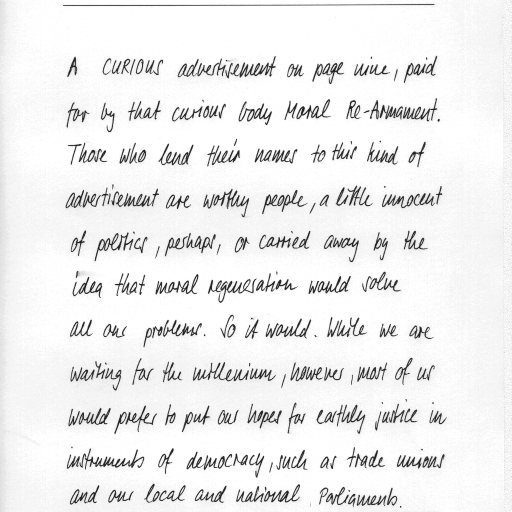 A CURIOUS advertisement on page nine, paid
for by that curious body Moral Re-Armament.
Those who lend their names to this kind of
advertisement are worthy people, a little innocent
of politics, perhaps, or carried away by the
idea that moral regeneration would solve
all our problems. So it would. While we are
waiting for the millenium, however, most of us
would prefer to put our hopes for earthly justice in
instruments of democracy, such as trade unions
and our local and national Parliaments.